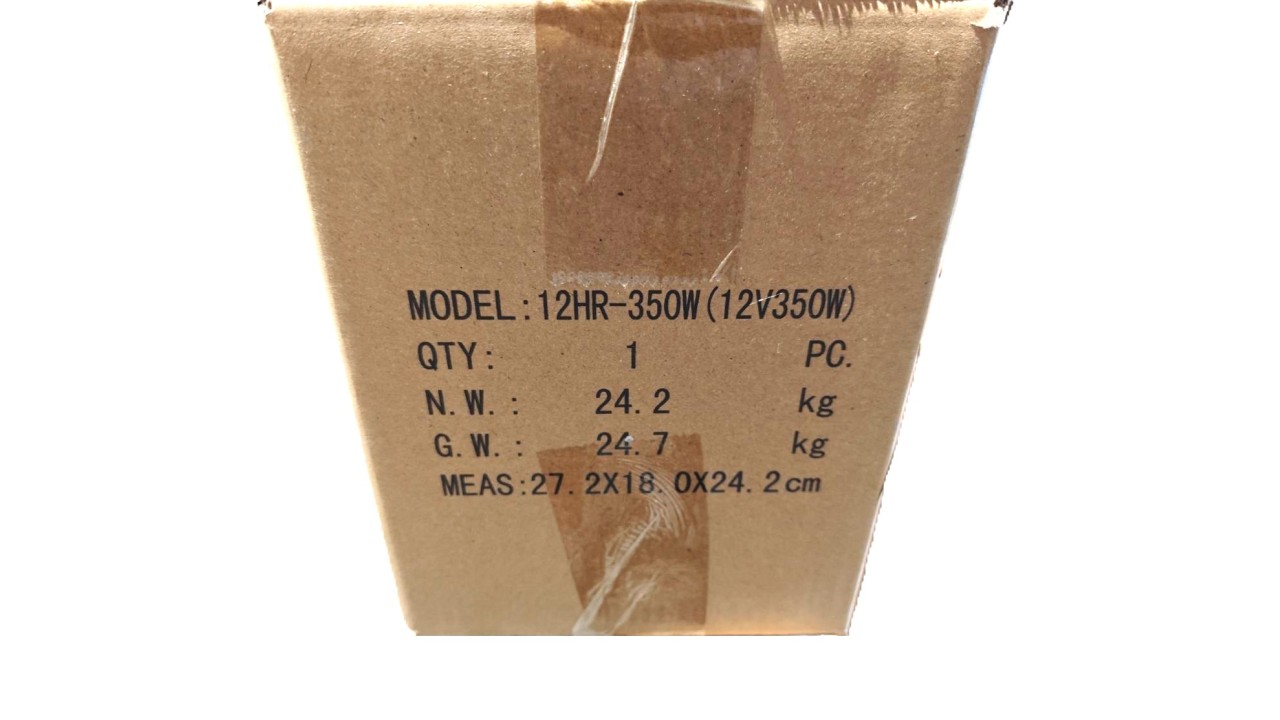 MODEL:12HR-350W(12V350W)
QTY: 1 PC.
N.W.: 24.2 kg
G.W.: 24.7 kg
MEAS:27.2X18.0X24.2cm